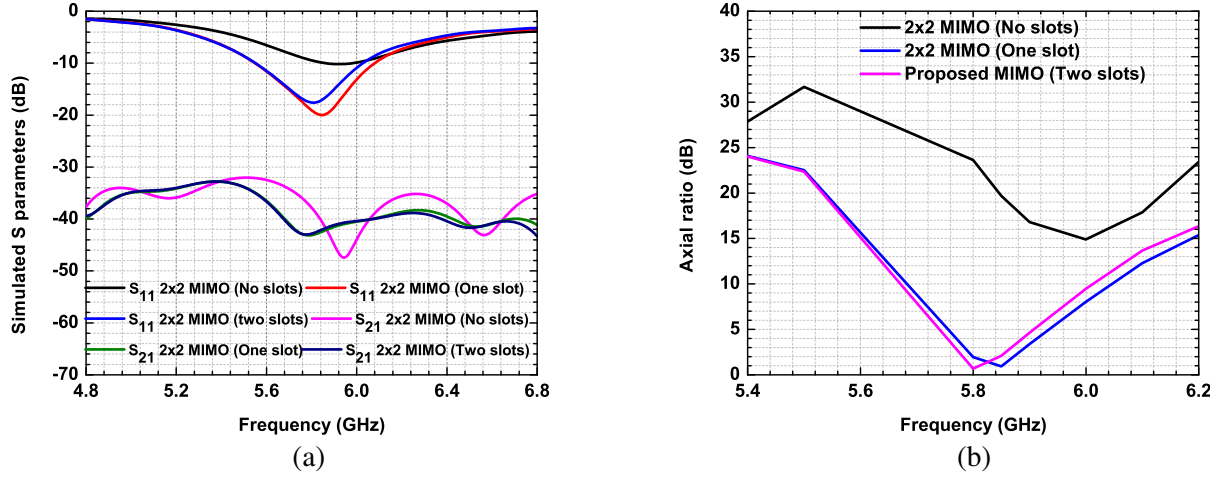 0
-10
-20
-30
-40
-50
-60
-70
4.8 5.2 5.6 6.0 6.4 6.8
Simulated S parameters (dB)
Frequency (GHz)
S11 2x2 MIMO (No slots) S11 2x2 MIMO (One slot)
S11 2x2 MIMO (two slots) S21 2x2 MIMO (No slots)
S21 2x2 MIMO (One slot) S21 2x2 MIMO (Two slots)
(a)
40
35
30
25
20
15
10
5
0
5.4 5.6 5.8 6.0 6.2
Axial ratio (dB)
Frequency (GHz)
2x2 MIMO (No slots)
2x2 MIMO (One slot)
Proposed MIMO (Two slots)
(b)